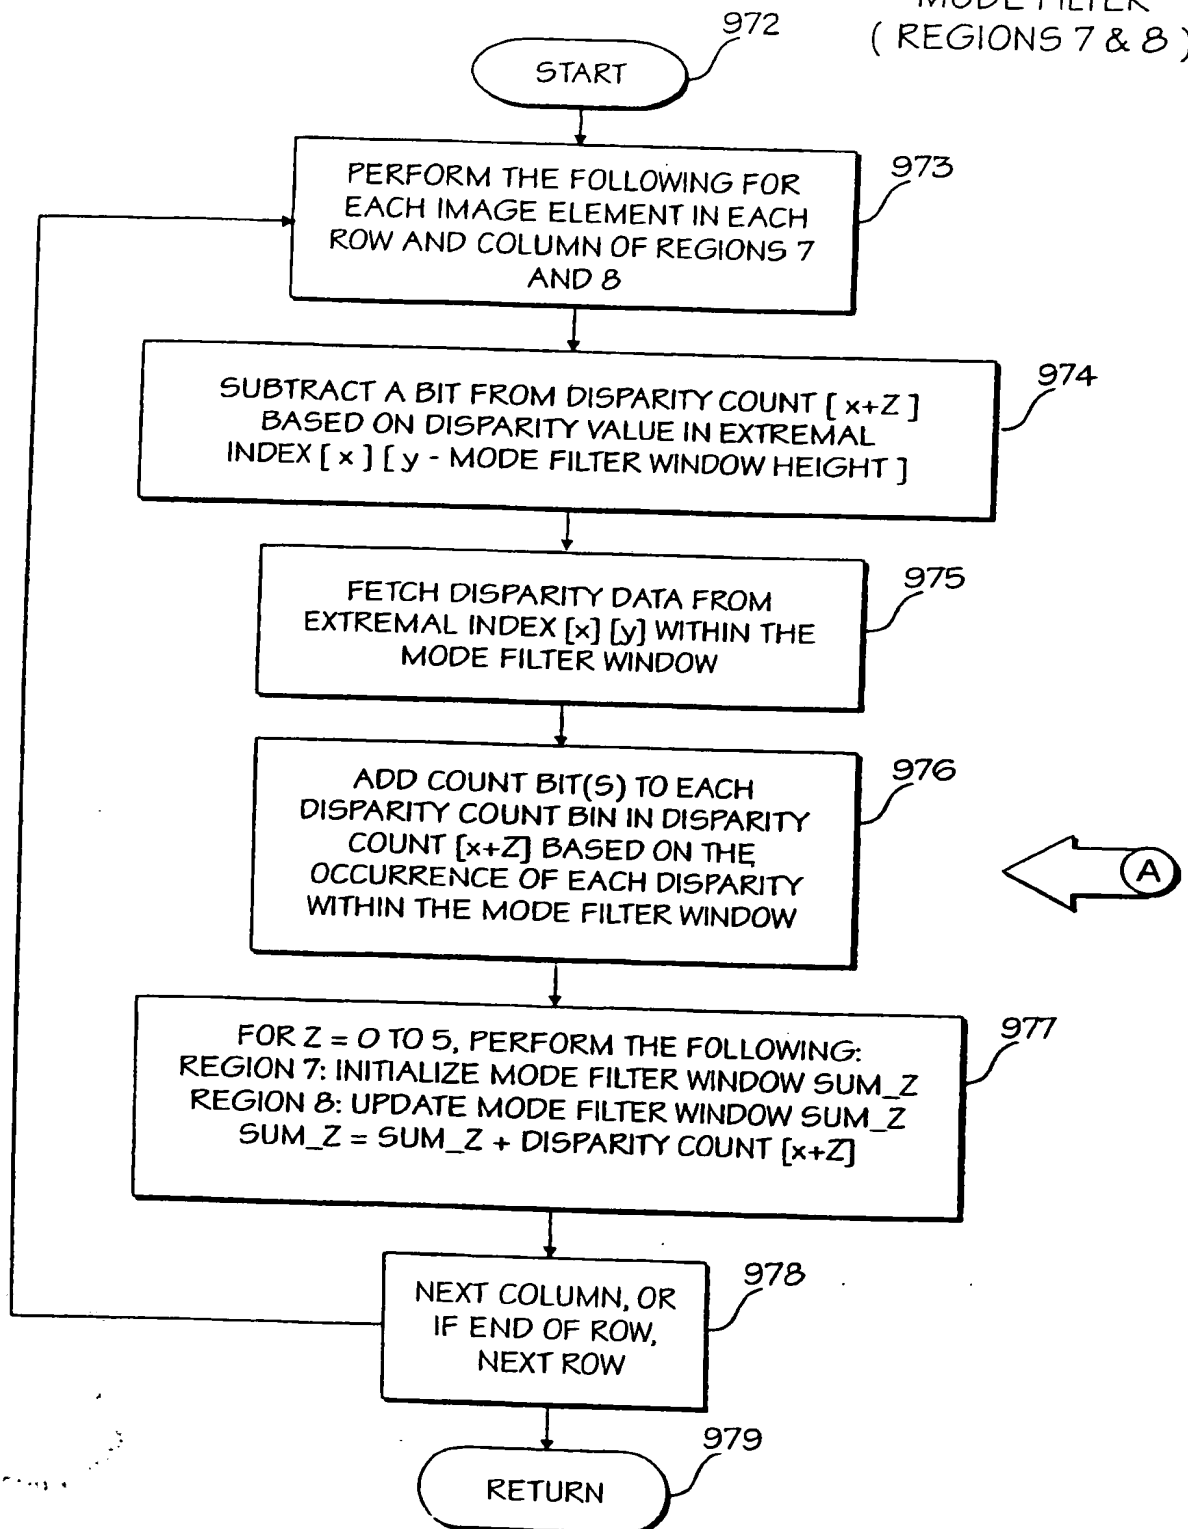 MODE FILTER
( REGIONS 7 & 8 )
972
START
973
PERFORM THE FOLLOWING FOR
EACH IMAGE ELEMENT IN EACH
ROW AND COLUMN OF REGIONS 7
AND 8
974
SUBTRACT A BIT FROM DISPARITY COUNT [ x+Z ]
BASED ON DISPARITY VALUE IN EXTREMAL
INDEX [ x ] [ y - MODE FILTER WINDOW HEIGHT ]
975
FETCH DISPARITY DATA FROM
EXTREMAL INDEX [x] [y] WITHIN THE
MODE FILTER WINDOW
976
ADD COUNT BIT(S) TO EACH
DISPARITY COUNT BIN IN DISPARITY
COUNT [x+Z] BASED ON THE
OCCURRENCE OF EACH DISPARITY
WITHIN THE MODE FILTER WINDOW
A
977
FOR Z = 0 TO 5, PERFORM THE FOLLOWING:
REGION 7: INITIALIZE MODE FILTER WINDOW SUM_Z
REGION 8: UPDATE MODE FILTER WINDOW SUM_Z
SUM_Z = SUM_Z + DISPARITY COUNT [x+Z]
978
NEXT COLUMN, OR
IF END OF ROW,
NEXT ROW
979
RETURN